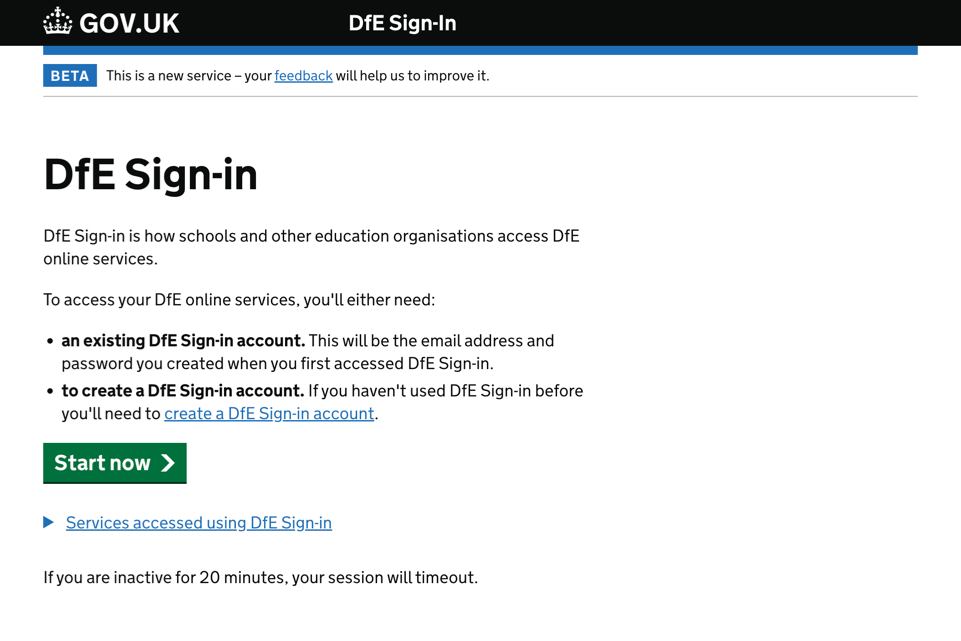 GOV.UK DfE Sign-In
BETA This is a new service – your feedback will help us to improve it.
DfE Sign-in
DfE Sign-in is how schools and other education organisations access DfE
online services.
To access your DfE online services, you'll either need:
• an existing DfE Sign-in account. This will be the email address and
password you created when you first accessed DfE Sign-in.
• to create a DfE Sign-in account. If you haven't used DfE Sign-in before
you'll need to create a DfE Sign-in account.
Start now
Services accessed using DfE Sign-in
If you are inactive for 20 minutes, your session will timeout.